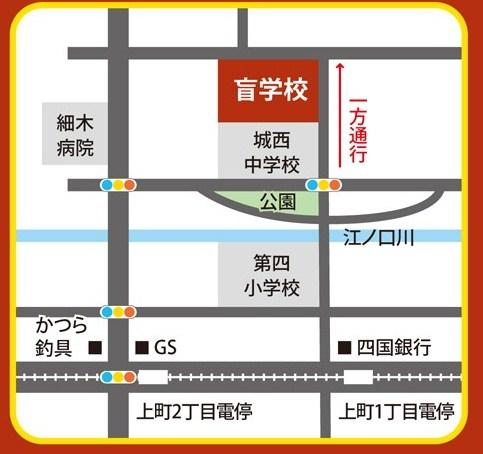 盲学校
一方通行
細木
病院
城西
中学校
公園
江ノ口川
第四
小学校
かつら
釣具
GS
四国銀行
上町2丁目電停
上町1丁目電停